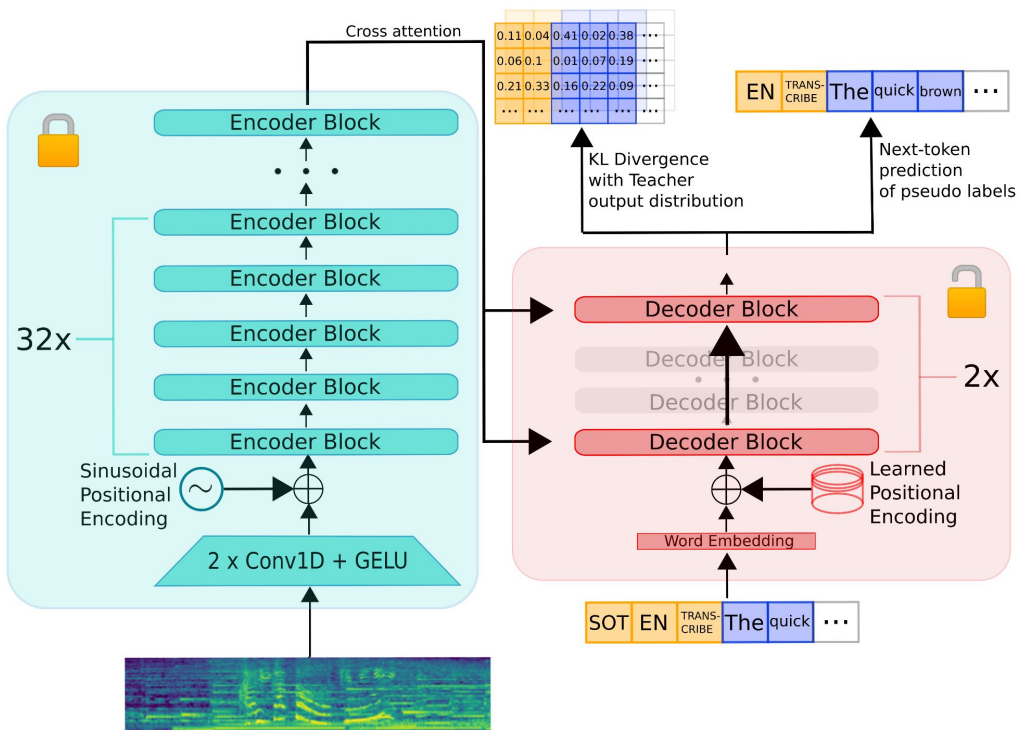 Cross attention
0.11 0.04 0.41 0.02 0.38 ...
0.06 0.1 0.01 0.07 0.19 ...
0.21 0.33 0.16 0.22 0.09 ...
... ... ... ... ... ...
EN TRANS-CRIBE The quick brown ...
KL Divergence
with Teacher
output distribution
Next-token
prediction
of pseudo labels
Encoder Block
. . .
Encoder Block
Encoder Block
Encoder Block
Encoder Block
Encoder Block
32x
Sinusoidal
Positional
Encoding
~
2 x Conv1D + GELU
Decoder Block
Decoder Block
. . .
Decoder Block
Decoder Block
2x
Learned
Positional
Encoding
Word Embedding
SOT EN TRANS-CRIBE The quick ...